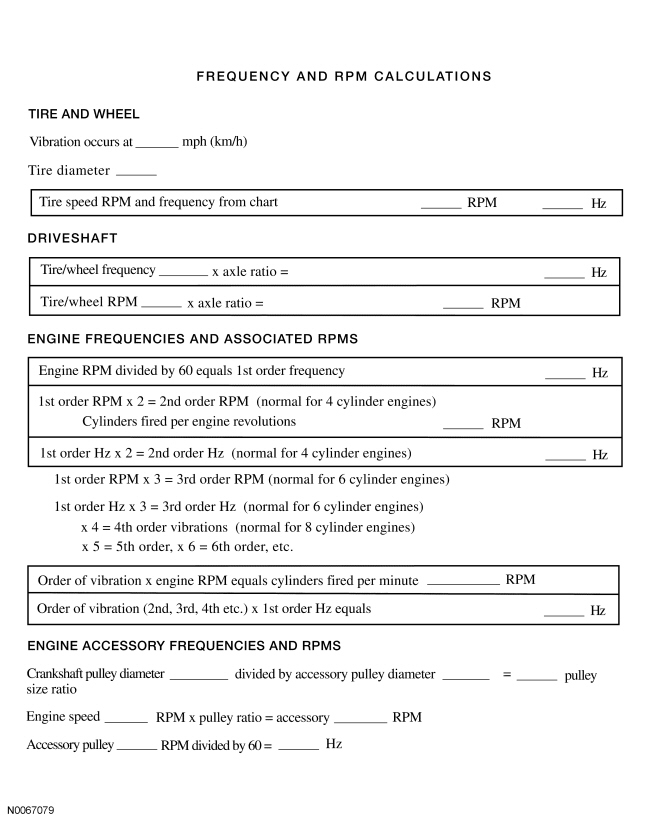 FREQUENCY AND RPM CALCULATIONS
TIRE AND WHEEL
Vibration occurs at ______ mph (km/h)
Tire diameter ______
Tire speed RPM and frequency from chart ______ RPM ______ Hz
DRIVESHAFT
Tire/wheel frequency _______ x axle ratio = ______ Hz
Tire/wheel RPM ______ x axle ratio = ______ RPM
ENGINE FREQUENCIES AND ASSOCIATED RPMS
Engine RPM divided by 60 equals 1st order frequency ______ Hz
1st order RPM x 2 = 2nd order RPM (normal for 4 cylinder engines)
Cylinders fired per engine revolutions ______ RPM
1st order Hz x 2 = 2nd order Hz (normal for 4 cylinder engines) ______ Hz
1st order RPM x 3 = 3rd order RPM (normal for 6 cylinder engines)
1st order Hz x 3 = 3rd order Hz (normal for 6 cylinder engines)
x 4 = 4th order vibrations (normal for 8 cylinder engines)
x 5 = 5th order, x 6 = 6th order, etc.
Order of vibration x engine RPM equals cylinders fired per minute __________ RPM
Order of vibration (2nd, 3rd, 4th etc.) x 1st order Hz equals ______ Hz
ENGINE ACCESSORY FREQUENCIES AND RPMS
Crankshaft pulley diameter ________ divided by accessory pulley diameter _______ = ______ pulley
size ratio
Engine speed ______ RPM x pulley ratio = accessory ________ RPM
Accessory pulley ______ RPM divided by 60 = ______ Hz
N0067079